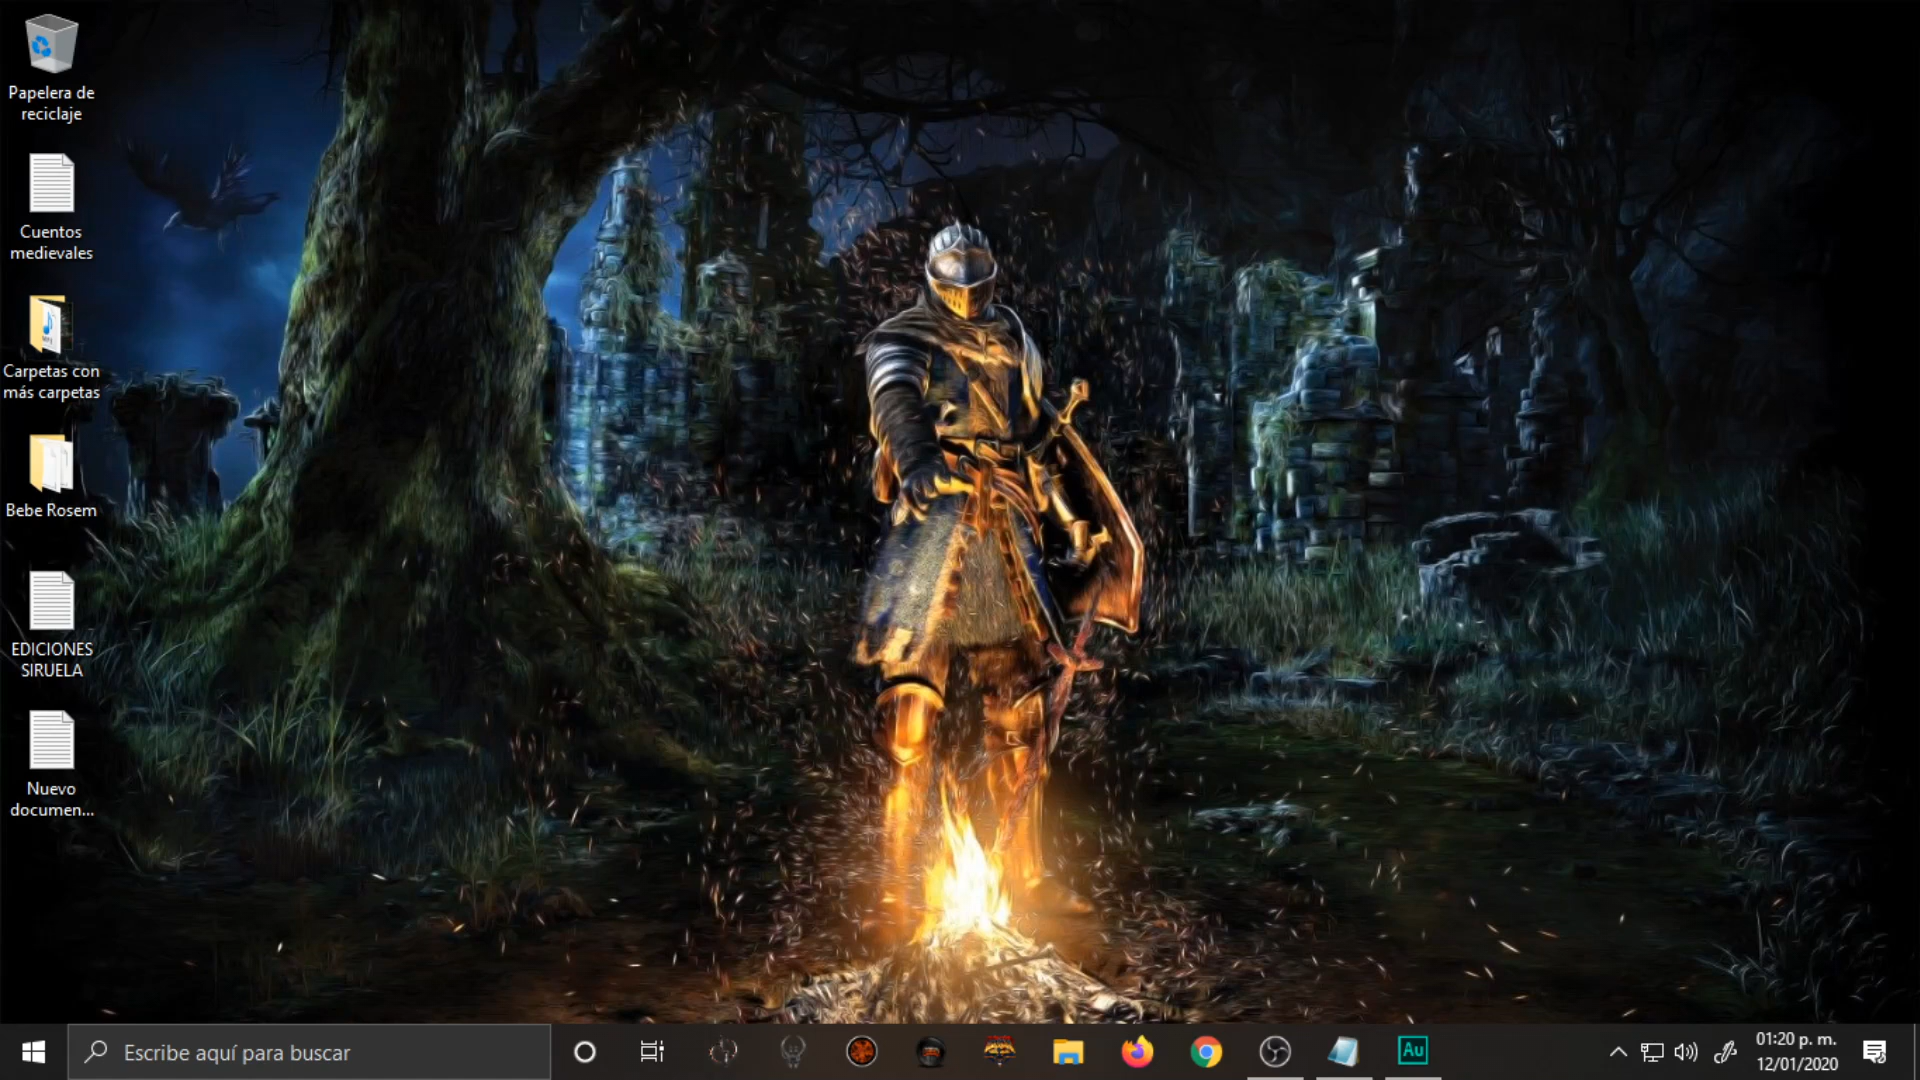 Papelera de
reciclaje
Cuentos
medievales
Carpetas con
más carpetas
Bebe Rosem
EDICIONES
SIRUELA
Nuevo
documen...
Escribe aquí para buscar
Au
01:20 p. m.
12/01/2020